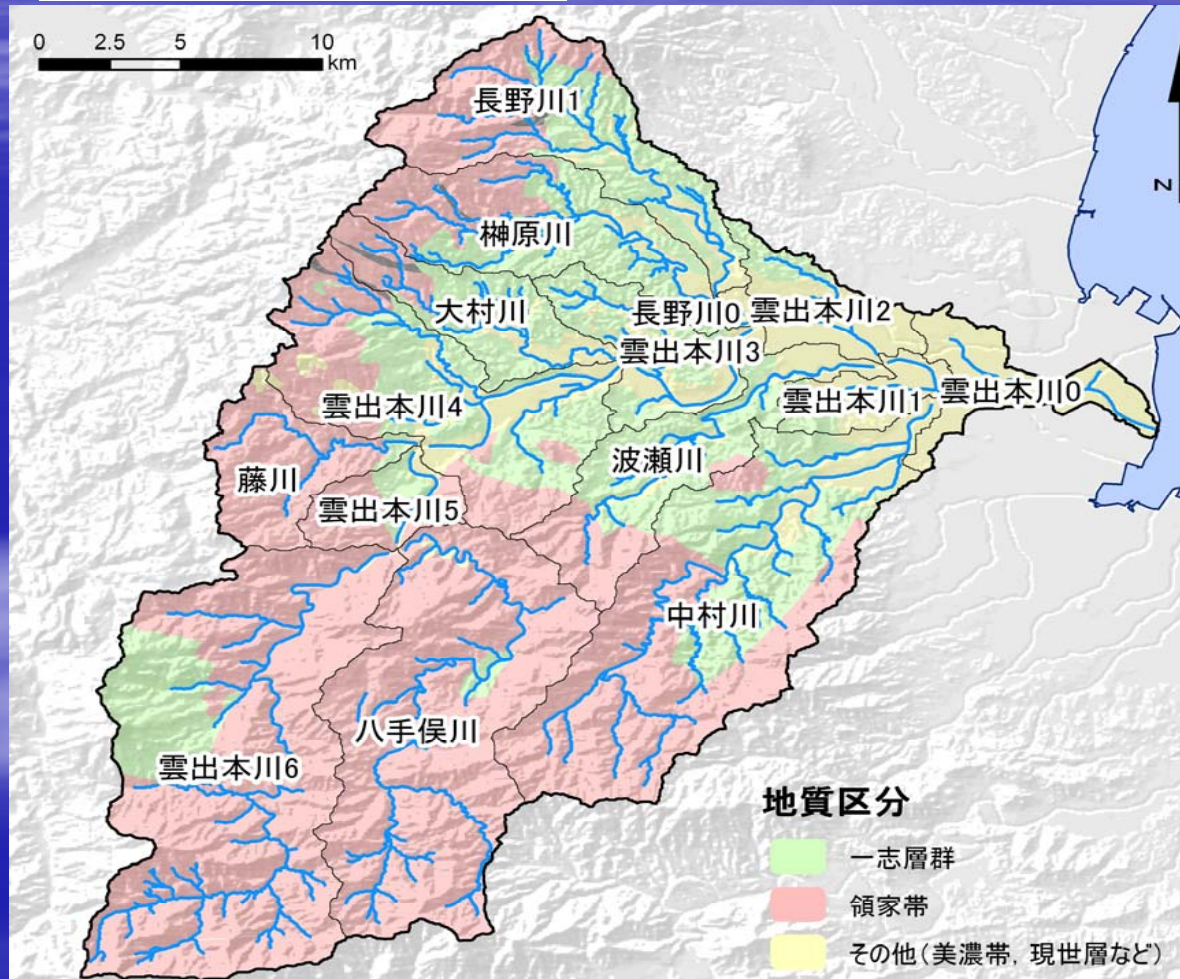 0 2.5 5 10
km
長野川1
榊原川
大村川
長野川0
雲出本川2
雲出本川3
雲出本川4
雲出本川1
雲出本川0
波瀬川
藤川
雲出本川5
中村川
八手俣川
雲出本川6
N
地質区分
一志層群
領家帯
その他(美濃帯, 現世層など)